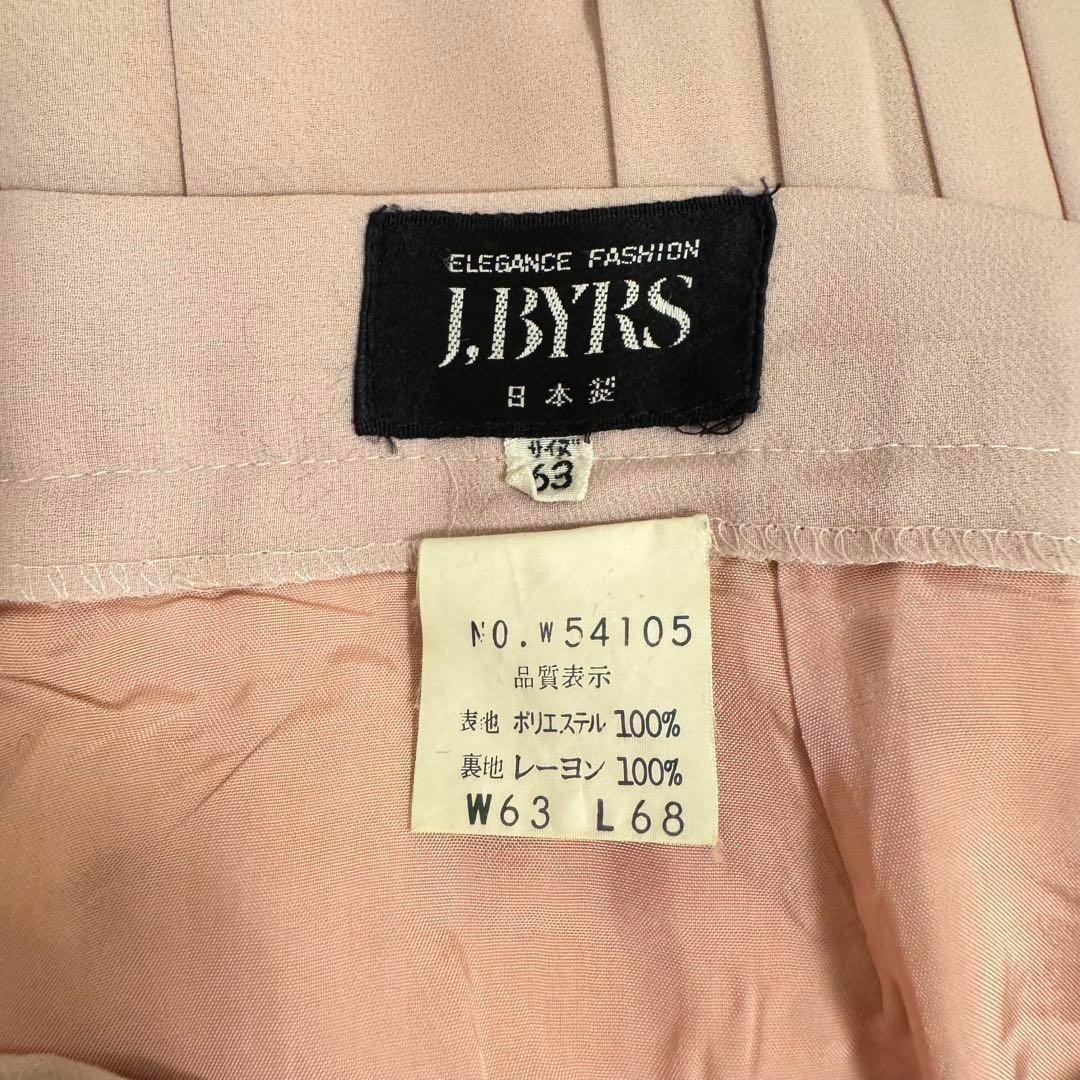 ELEGANCE FASHION
J,BYRS
日本製
サイズ
63
NO. W54105
品質表示
表地 ポリエステル 100%
裏地 レーヨン 100%
W63 L68